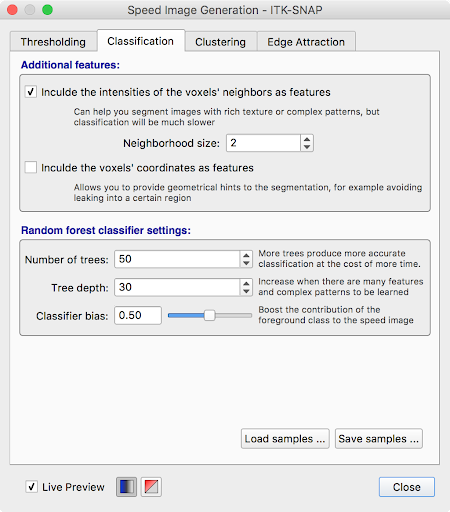 Speed Image Generation - ITK-SNAP
Thresholding Classification Clustering Edge Attraction
Additional features:
Inculde the intensities of the voxels' neighbors as features
Can help you segment images with rich texture or complex patterns, but
classification will be much slower
Neighborhood size: 2
Inculde the voxels' coordinates as features
Allows you to provide geometrical hints to the segmentation, for example avoiding
leaking into a certain region
Random forest classifier settings:
Number of trees: 50 More trees produce more accurate
classification at the cost of more time.
Tree depth: 30 Increase when there are many features
and complex patterns to be learned
Classifier bias: 0.50 Boost the contribution of the
foreground class to the speed image
Load samples ... Save samples ...
Live Preview Close